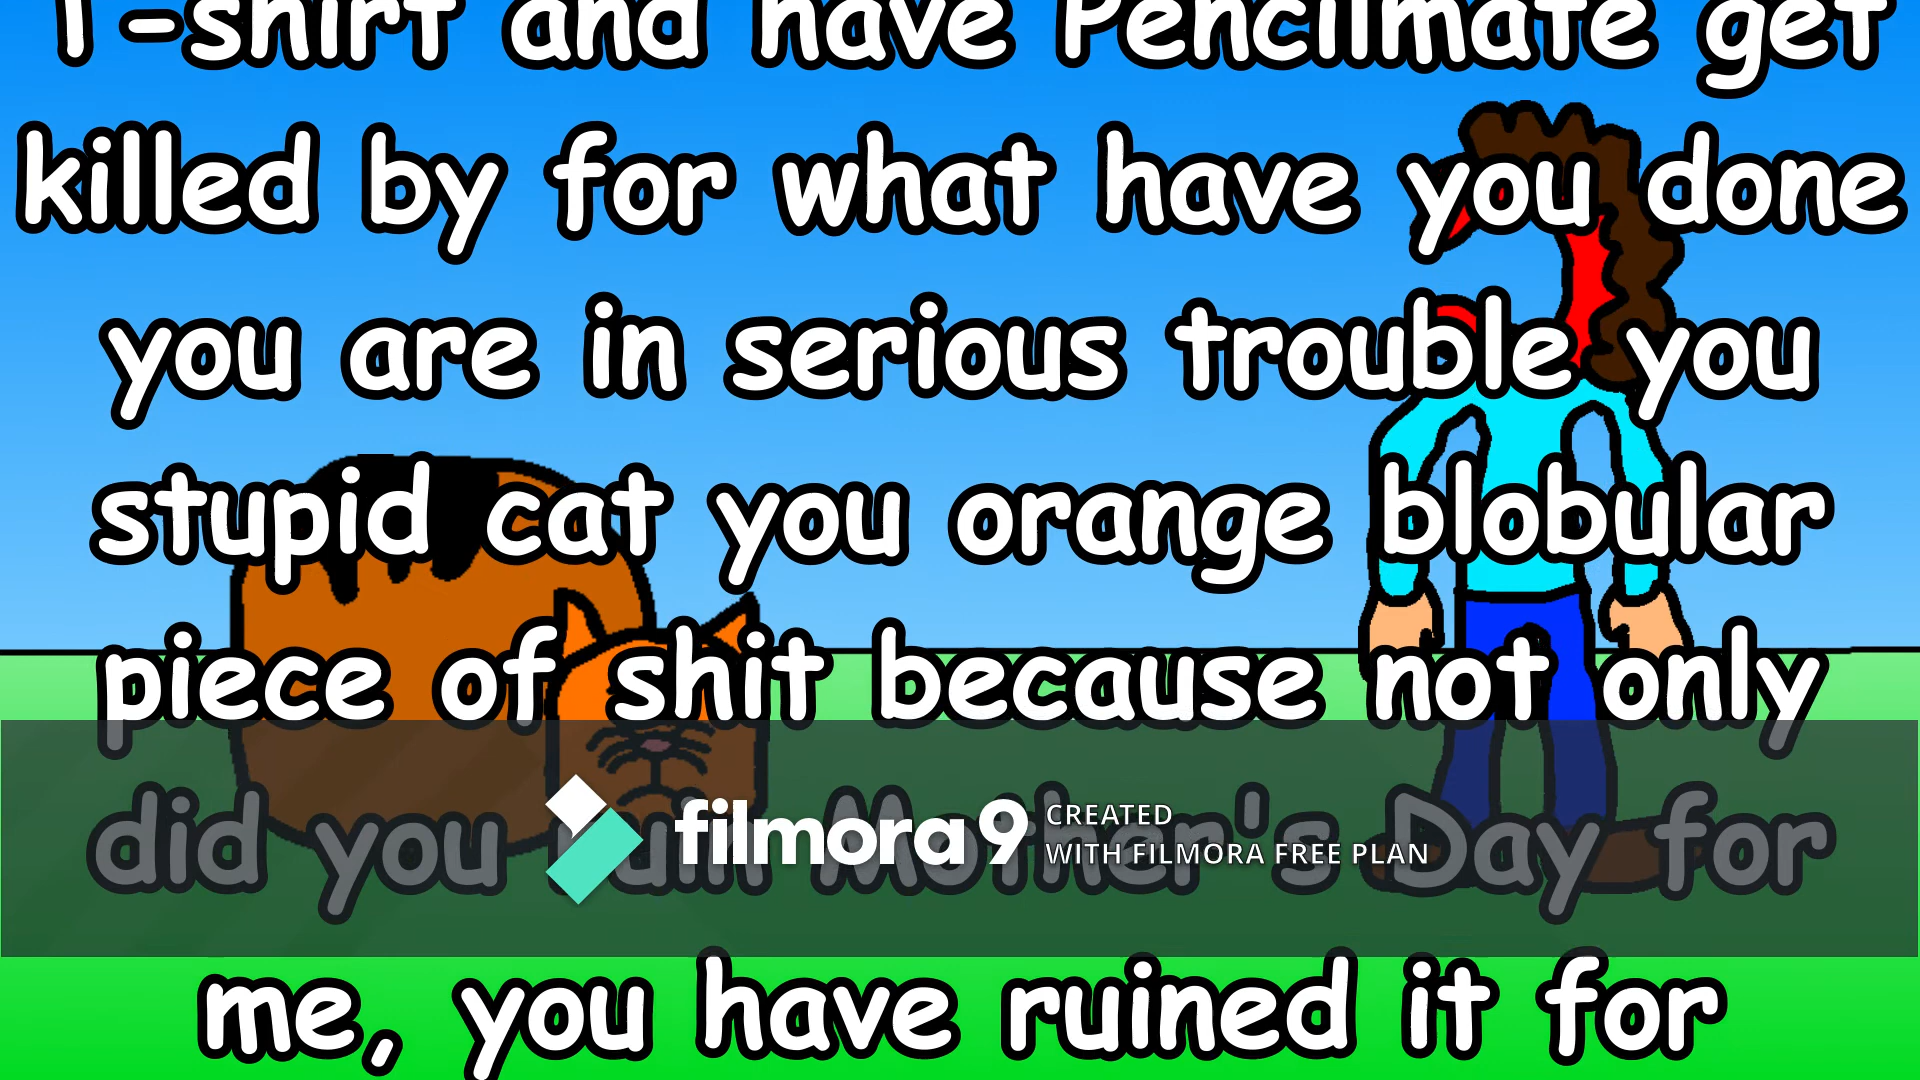 T-shirt and have Pencilmate get
killed by for what have you done
you are in serious trouble you
stupid cat you orange blobular
piece of shit because not only
did you ruin Mother's Day for
filmora9 CREATED
WITH FILMORA FREE PLAN
me, you have ruined it for